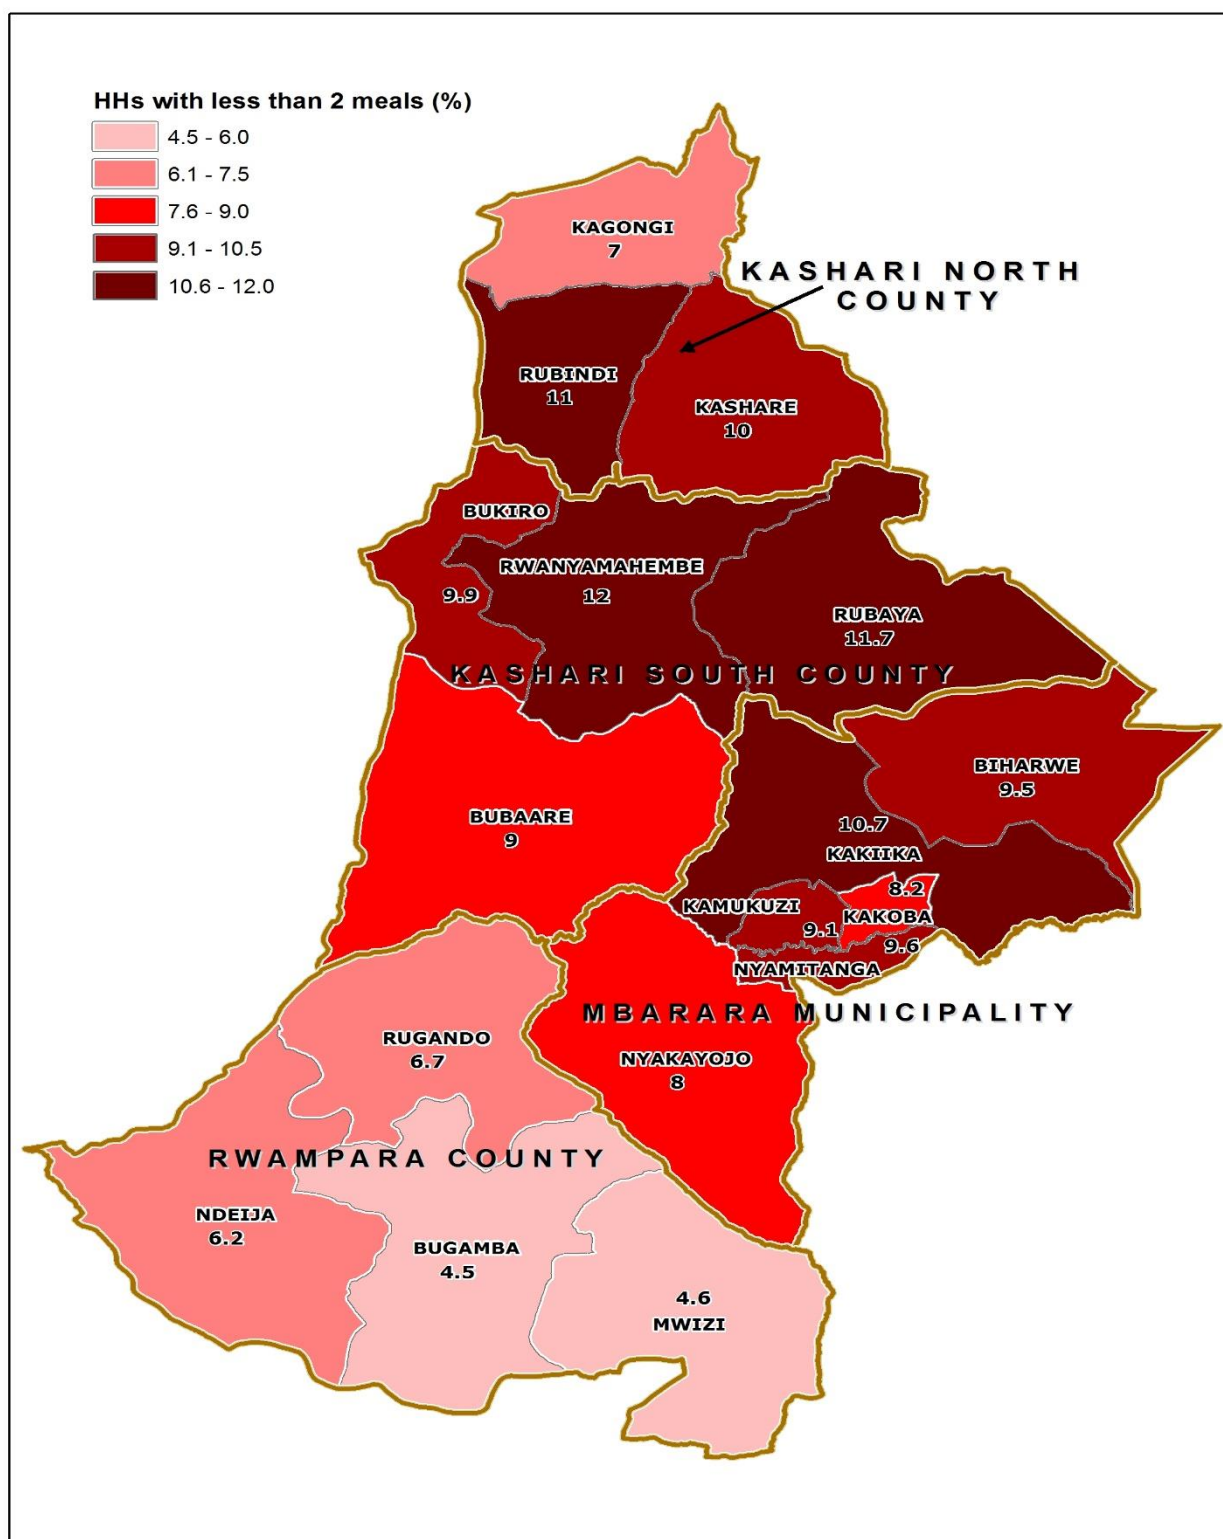 HHs with less than 2 meals (%)
4.5 - 6.0
6.1 - 7.5
7.6 - 9.0
9.1 - 10.5
10.6 - 12.0
KAGONGI
7
KASHARI NORTH
COUNTY
RUBINDI
11
KASHARE
10
BUKIRO
9.9
RWANYAMAHEMBE
12
RUBAYA
11.7
KASHARI SOUTH COUNTY
BIHARWE
9.5
BUBAARE
9
10.7
KAKIIKA
8.2
KAKOBA
KAMUKUZI
9.1
9.6
NYAMITANGA
MBARARA MUNICIPALITY
RUGANDO
6.7
NYAKAYOJO
8
RWAMPARA COUNTY
NDEIJA
6.2
BUGAMBA
4.5
4.6
MWIZI